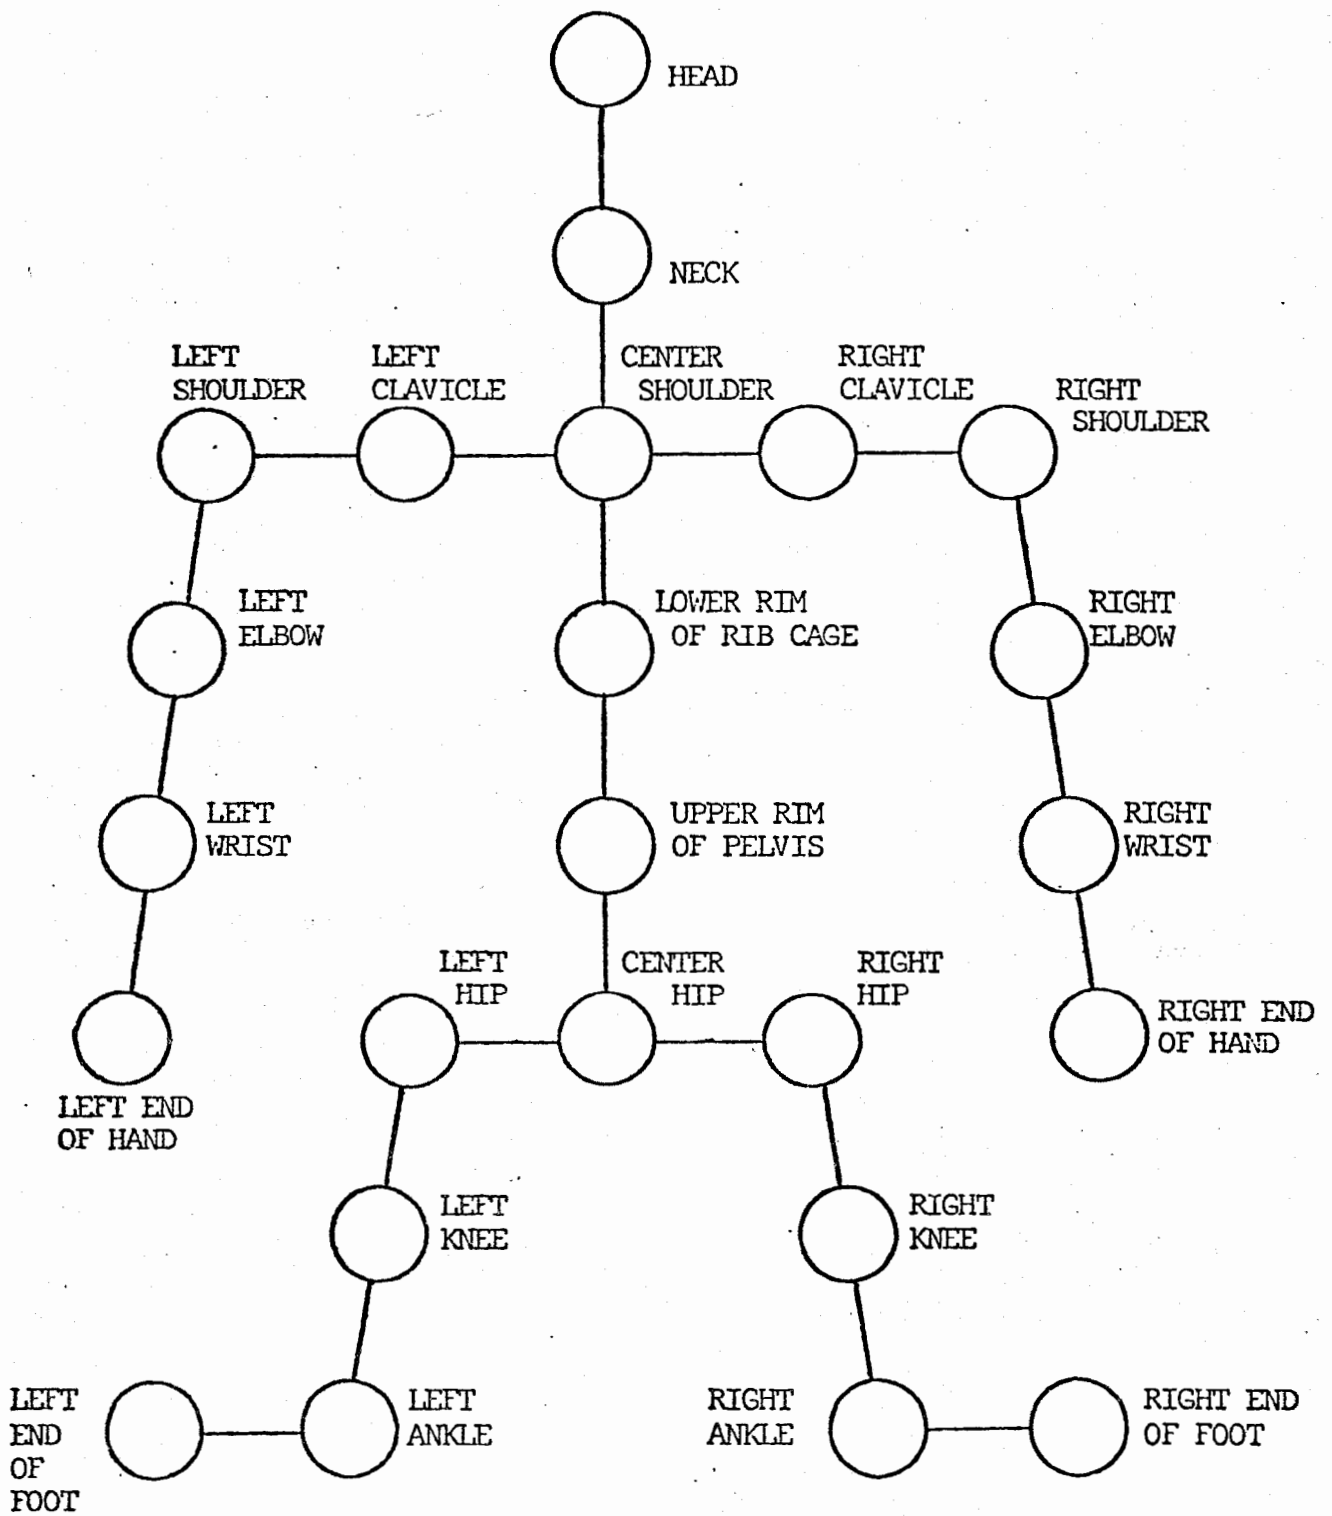 HEAD
NECK
LEFT
SHOULDER
LEFT
CLAVICLE
CENTER
SHOULDER
RIGHT
CLAVICLE
RIGHT
SHOULDER
LEFT
ELBOW
LOWER RIM
OF RIB CAGE
RIGHT
ELBOW
LEFT
WRIST
UPPER RIM
OF PELVIS
RIGHT
WRIST
LEFT
HIP
CENTER
HIP
RIGHT
HIP
RIGHT END
OF HAND
LEFT END
OF HAND
LEFT
KNEE
RIGHT
KNEE
LEFT
END
OF
FOOT
LEFT
ANKLE
RIGHT
ANKLE
RIGHT END
OF FOOT